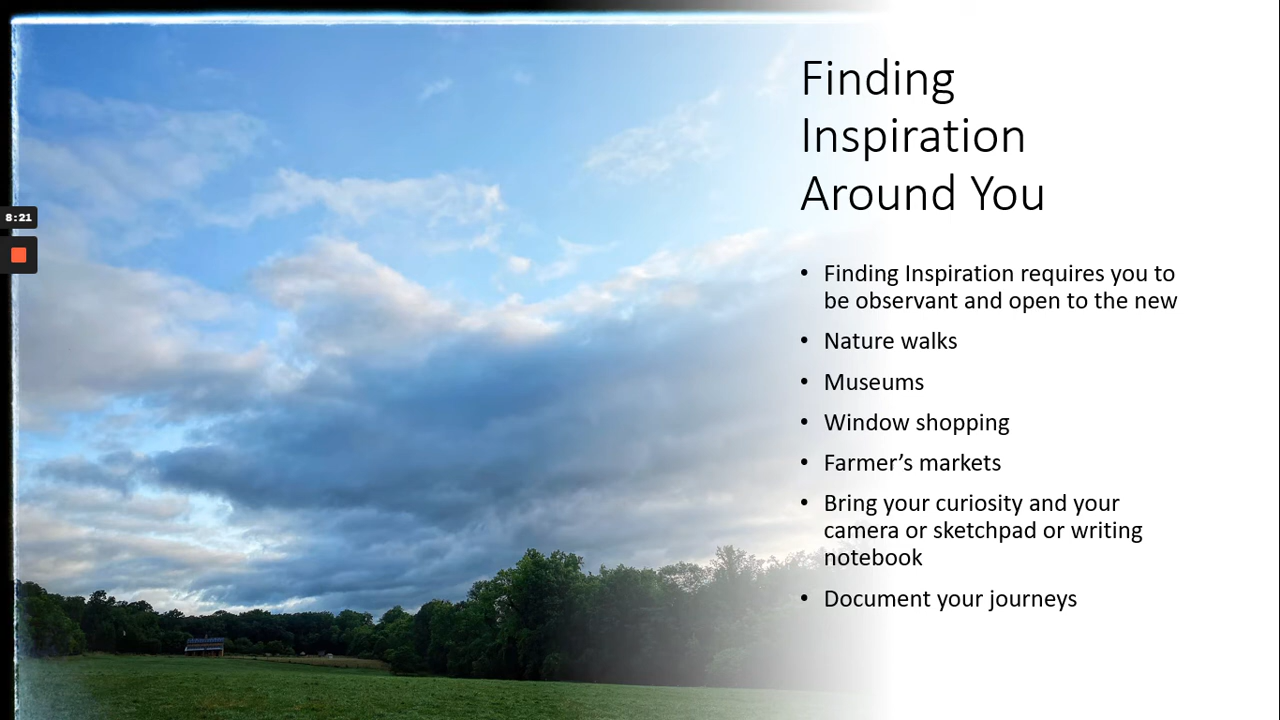 Finding
Inspiration
Around You
8:21
• Finding Inspiration requires you to
be observant and open to the new
• Nature walks
• Museums
• Window shopping
• Farmer’s markets
• Bring your curiosity and your
camera or sketchpad or writing
notebook
• Document your journeys